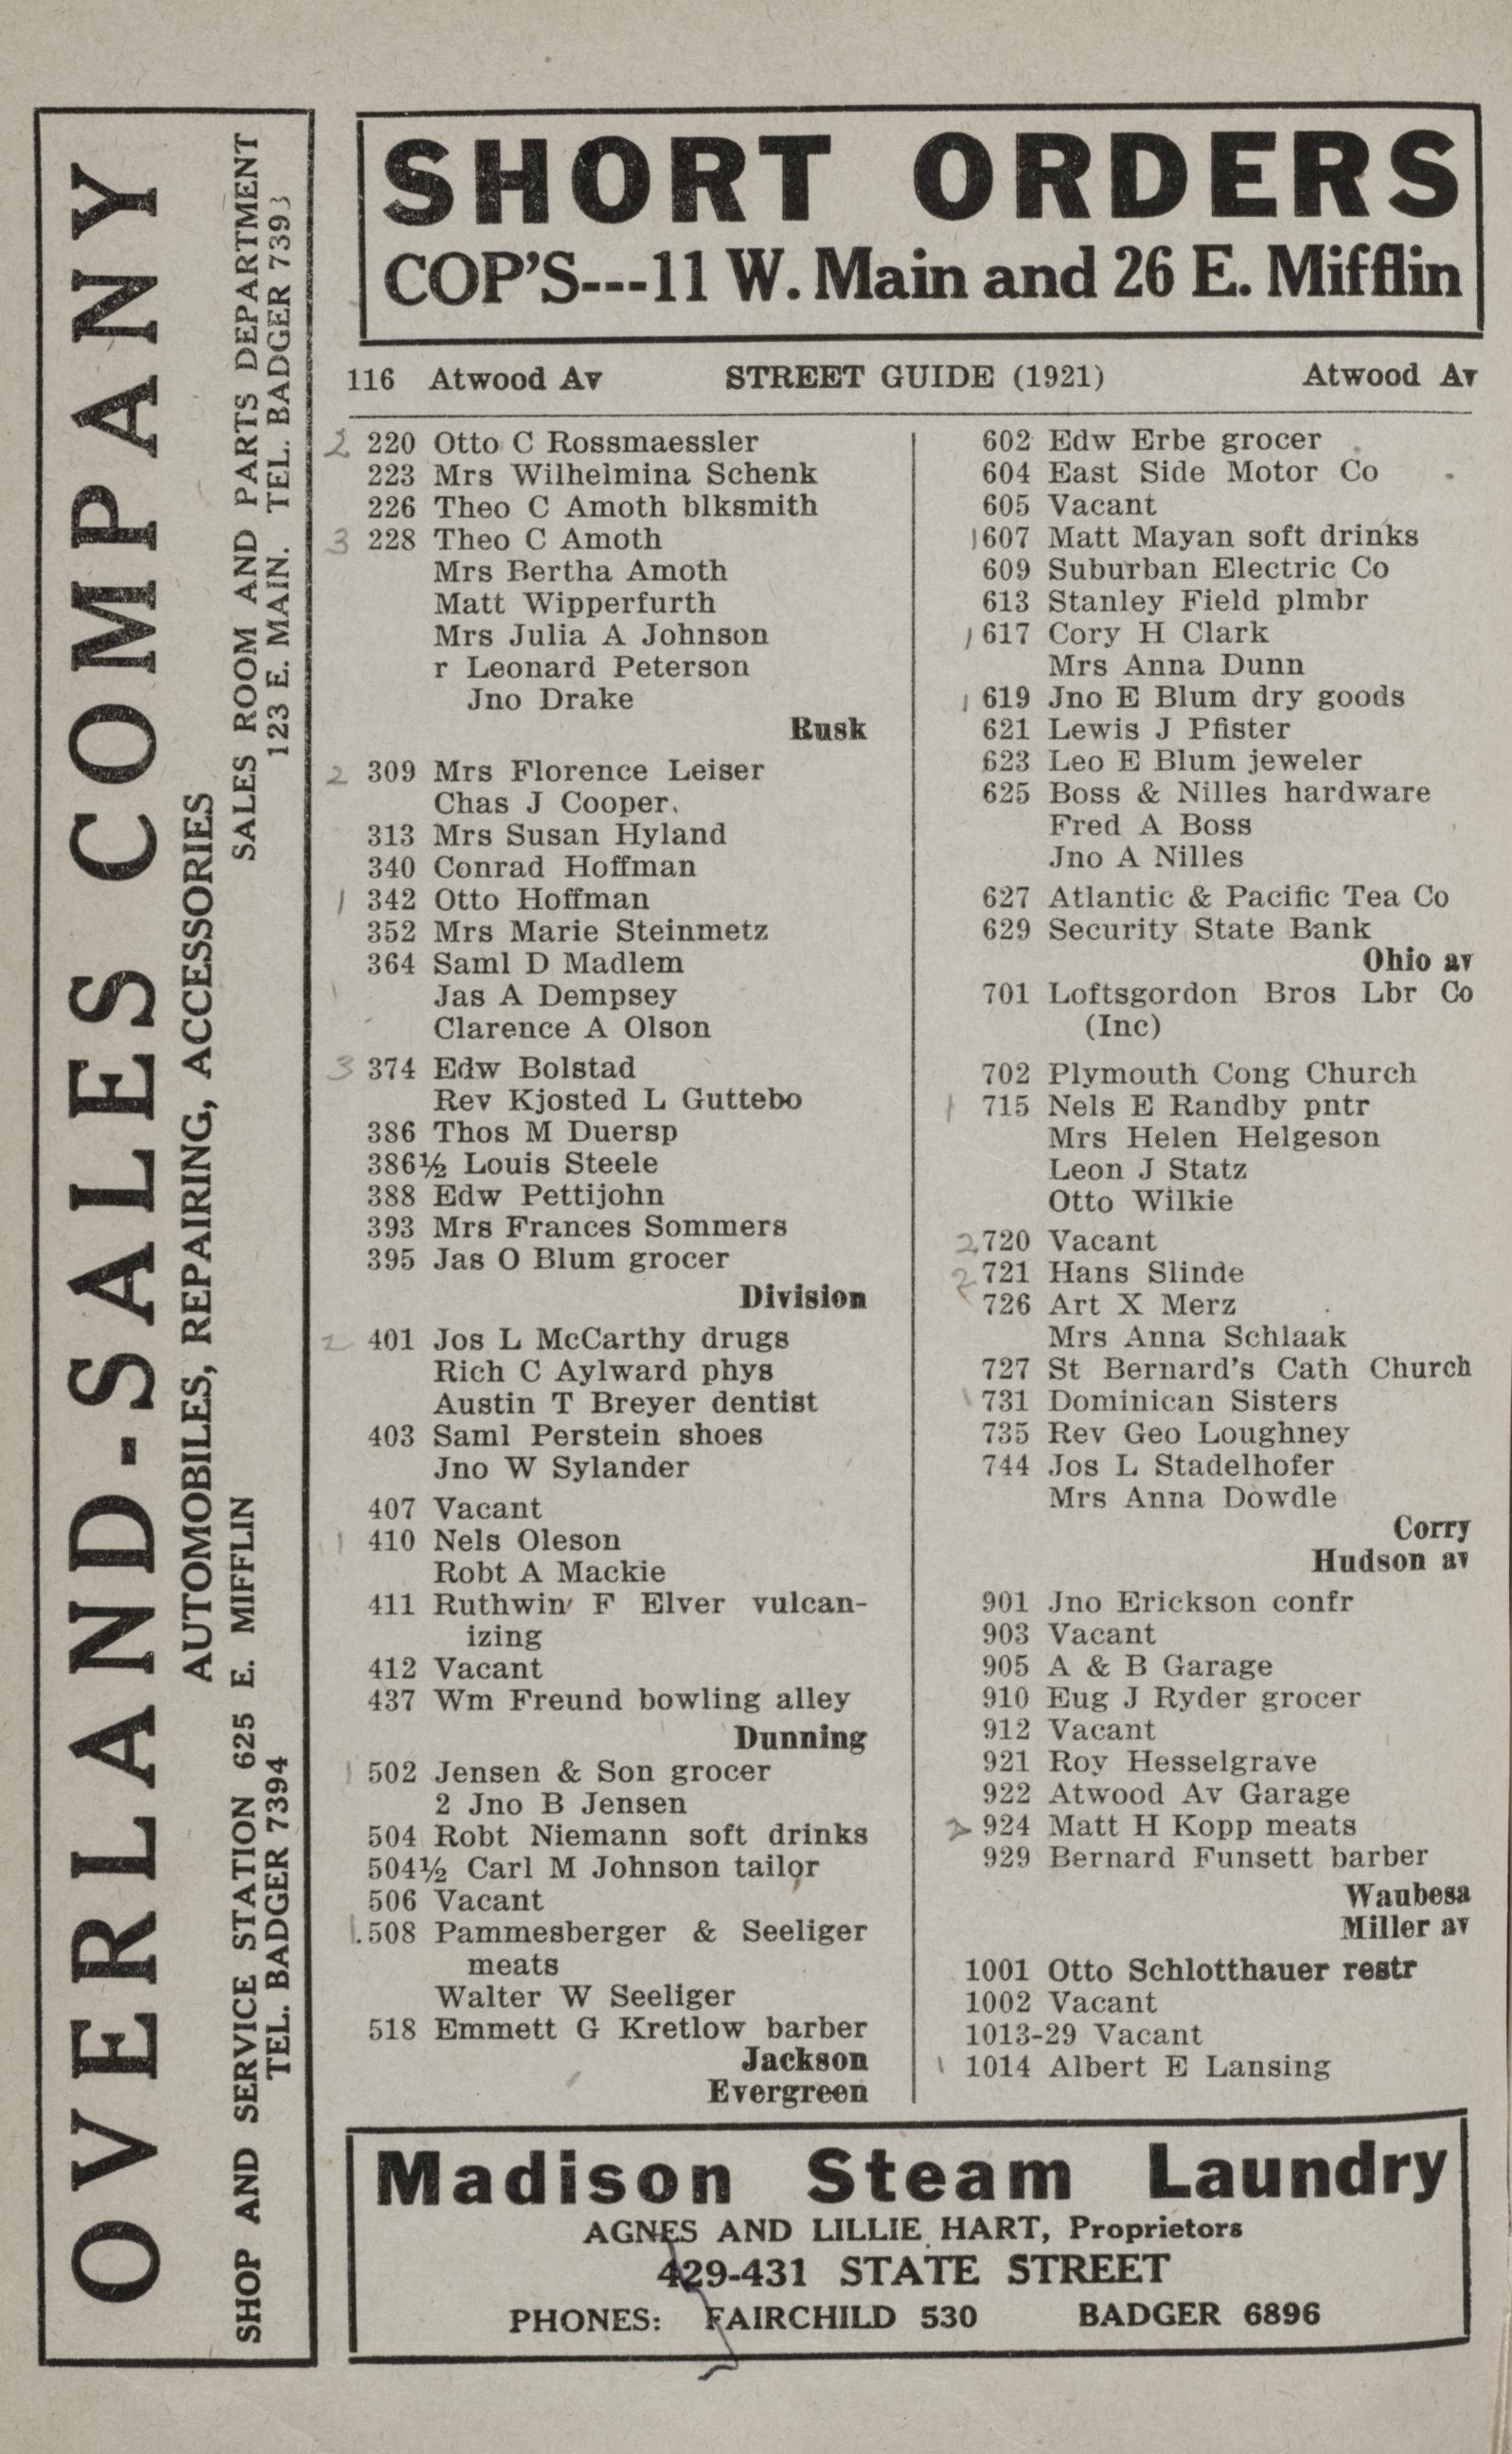 OVERLAND-SALES COMPANY
AUTOMOBILES, REPAIRING, ACCESSORIES
SHOP AND SERVICE STATION 625 E. MIFFLIN
TEL. BADGER 7394
SALES ROOM AND PARTS DEPARTMENT
123 E. MAIN. TEL. BADGER 7393
SHORT ORDERS
COP'S---11 W. Main and 26 E. Mifflin
116 Atwood Av STREET GUIDE (1921) Atwood Av
2 220 Otto C Rossmaessler
223 Mrs Wilhelmina Schenk
226 Theo C Amoth blksmith
3 228 Theo C Amoth
Mrs Bertha Amoth
Matt Wipperfurth
Mrs Julia A Johnson
r Leonard Peterson
Jno Drake
Rusk
2 309 Mrs Florence Leiser
Chas J Cooper.
313 Mrs Susan Hyland
340 Conrad Hoffman
1 342 Otto Hoffman
352 Mrs Marie Steinmetz
364 Saml D Madlem
Jas A Dempsey
Clarence A Olson
3 374 Edw Bolstad
Rev Kjosted L Guttebo
386 Thos M Duersp
386½ Louis Steele
388 Edw Pettijohn
393 Mrs Frances Sommers
395 Jas O Blum grocer
Division
2 401 Jos L McCarthy drugs
Rich C Aylward phys
Austin T Breyer dentist
403 Saml Perstein shoes
Jno W Sylander
407 Vacant
1 410 Nels Oleson
Robt A Mackie
411 Ruthwin F Elver vulcan-
izing
412 Vacant
437 Wm Freund bowling alley
Dunning
1 502 Jensen & Son grocer
2 Jno B Jensen
504 Robt Niemann soft drinks
504½ Carl M Johnson tailor
506 Vacant
1 508 Pammesberger & Seeliger
meats
Walter W Seeliger
518 Emmett G Kretlow barber
Jackson
Evergreen
602 Edw Erbe grocer
604 East Side Motor Co
605 Vacant
1 607 Matt Mayan soft drinks
609 Suburban Electric Co
613 Stanley Field plmbr
1 617 Cory H Clark
Mrs Anna Dunn
1 619 Jno E Blum dry goods
621 Lewis J Pfister
623 Leo E Blum jeweler
625 Boss & Nilles hardware
Fred A Boss
Jno A Nilles
627 Atlantic & Pacific Tea Co
629 Security State Bank
Ohio av
701 Loftsgordon Bros Lbr Co
(Inc)
702 Plymouth Cong Church
1 715 Nels E Randby pntr
Mrs Helen Helgeson
Leon J Statz
Otto Wilkie
2 720 Vacant
2 721 Hans Slinde
726 Art X Merz
Mrs Anna Schlaak
727 St Bernard's Cath Church
1 731 Dominican Sisters
735 Rev Geo Loughney
744 Jos L Stadelhofer
Mrs Anna Dowdle
Corry
Hudson av
901 Jno Erickson confr
903 Vacant
905 A & B Garage
910 Eug J Ryder grocer
912 Vacant
921 Roy Hesselgrave
922 Atwood Av Garage
2 924 Matt H Kopp meats
929 Bernard Funsett barber
Waubesa
Miller av
1001 Otto Schlotthauer restr
1002 Vacant
1013-29 Vacant
1 1014 Albert E Lansing
Madison Steam Laundry
AGNES AND LILLIE HART, Proprietors
429-431 STATE STREET
PHONES: FAIRCHILD 530 BADGER 6896